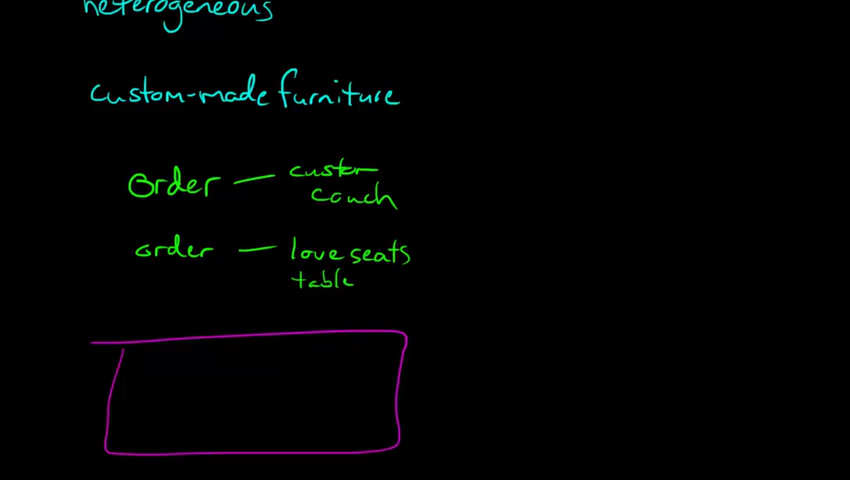 heterogeneous
custom-made furniture
Order — custom
couch
order — love seats
table